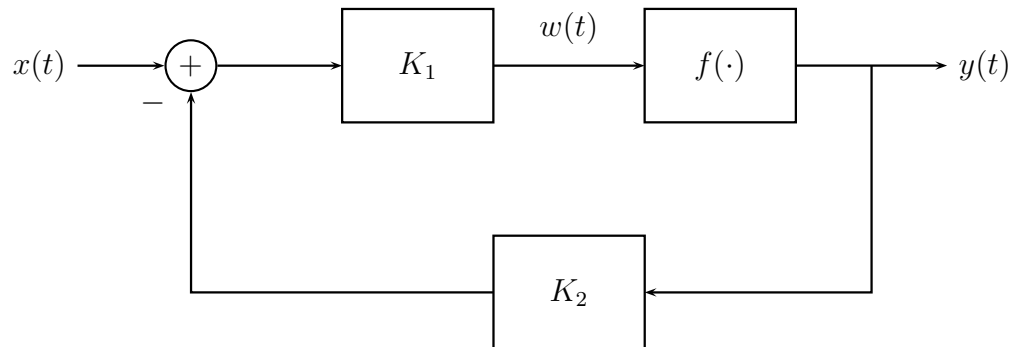 w(t)
x(t) + K₁ f(·) y(t)
−
K₂